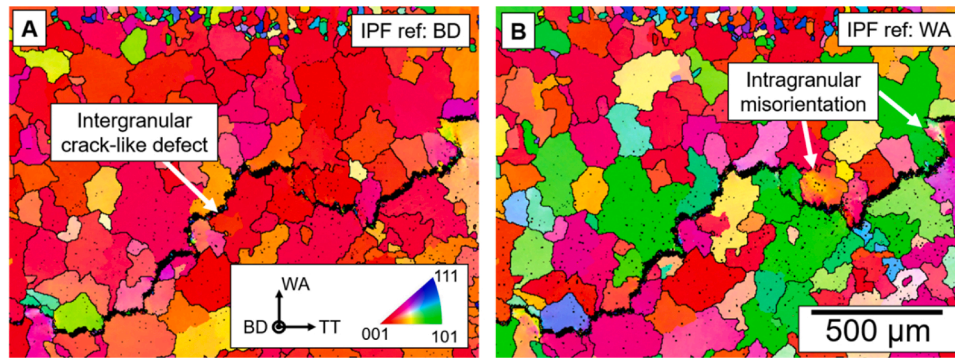 A
IPF ref: BD
Intergranular
crack-like defect
WA
BD
TT
111
001
101
B
IPF ref: WA
Intragranular
misorientation
500 µm